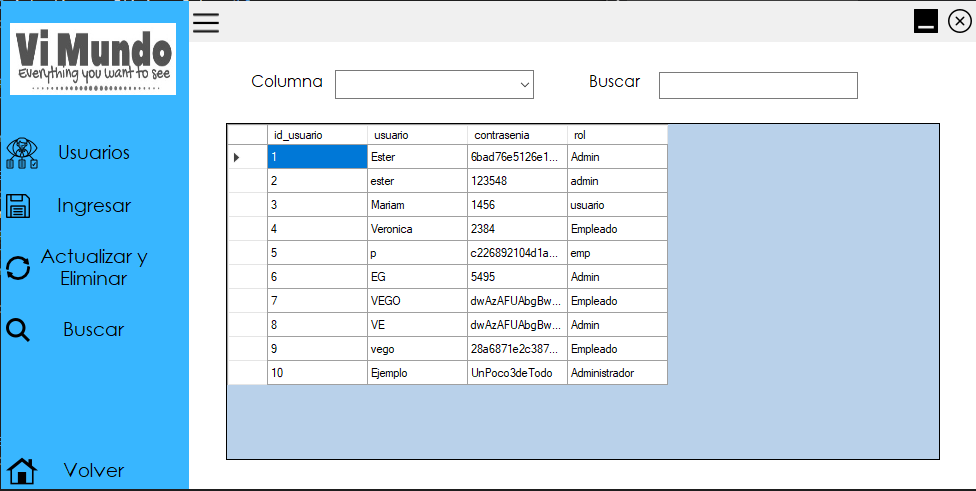 Vi Mundo
Everything you want to see
Usuarios
Ingresar
Actualizar y
Eliminar
Buscar
Volver
Columna
Buscar
id_usuario usuario contrasenia rol
1 Ester 6bad76e5126e1... Admin
2 ester 123548 admin
3 Mariam 1456 usuario
4 Veronica 2384 Empleado
5 p c226892104d1a... emp
6 EG 5495 Admin
7 VEGO dwAzAFUAbgBw... Empleado
8 VE dwAzAFUAbgBw... Admin
9 vego 28a6871e2c387... Empleado
10 Ejemplo UnPoco3deTodo Administrador